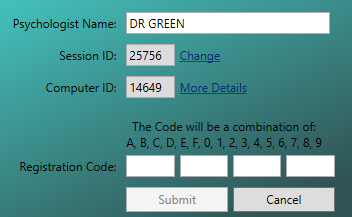 Psychologist Name: DR GREEN
Session ID: 25756 Change
Computer ID: 14649 More Details
The Code will be a combination of:
A, B, C, D, E, F, 0, 1, 2, 3, 4, 5, 6, 7, 8, 9
Registration Code:
Submit Cancel